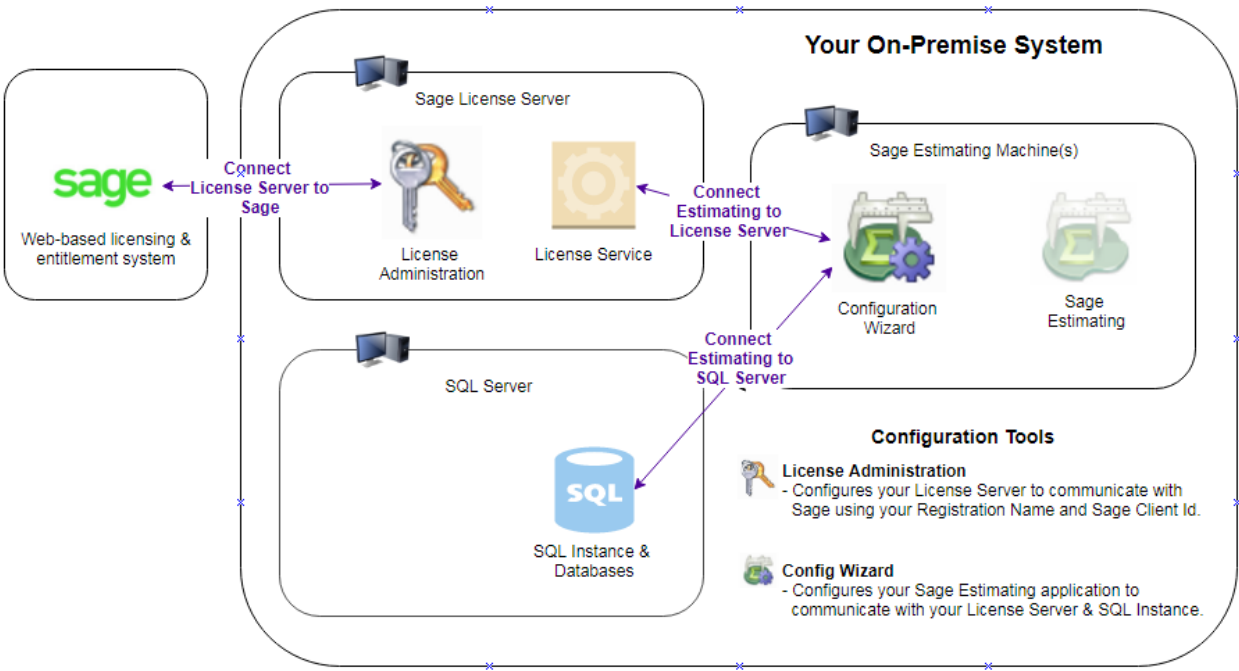 Your On-Premise System
Sage License Server
Sage Estimating Machine(s)
sage
Connect
License Server to
Sage
Connect
Estimating to
License Server
Web-based licensing &
entitlement system
License
Administration
License Service
Configuration
Wizard
Sage
Estimating
Connect
Estimating to
SQL Server
SQL Server
SQL
SQL Instance &
Databases
Configuration Tools
License Administration
- Configures your License Server to communicate with
Sage using your Registration Name and Sage Client Id.
Config Wizard
- Configures your Sage Estimating application to
communicate with your License Server & SQL Instance.